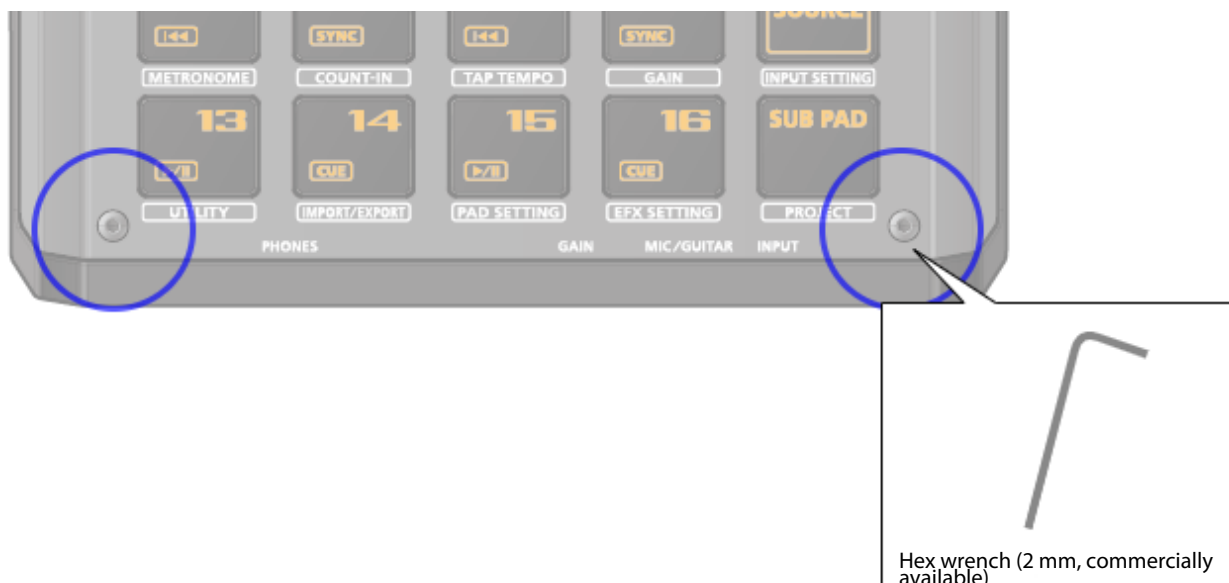 SOURCE
SYNC
SYNC
METRONOME COUNT-IN TAP TEMPO GAIN INPUT SETTING
13 14 15 16 SUB PAD
CUE CUE
UTILITY IMPORT/EXPORT PAD SETTING EFX SETTING PROJECT
PHONES GAIN MIC/GUITAR INPUT
Hex wrench (2 mm, commercially
available)